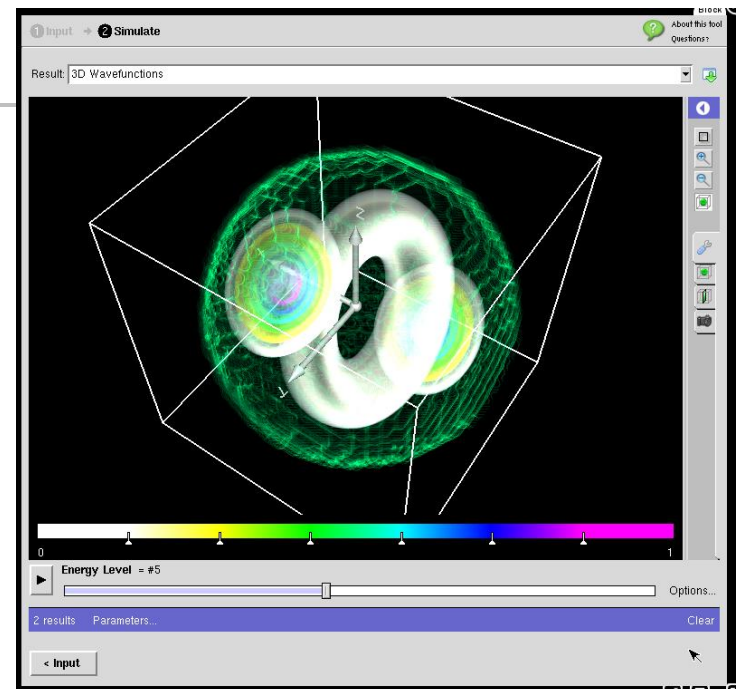 Block
1 Input → 2 Simulate
? About this tool
Questions?
Result: 3D Wavefunctions
Z
Y
0 1
Energy Level = #5
Options...
2 results Parameters... Clear
< Input